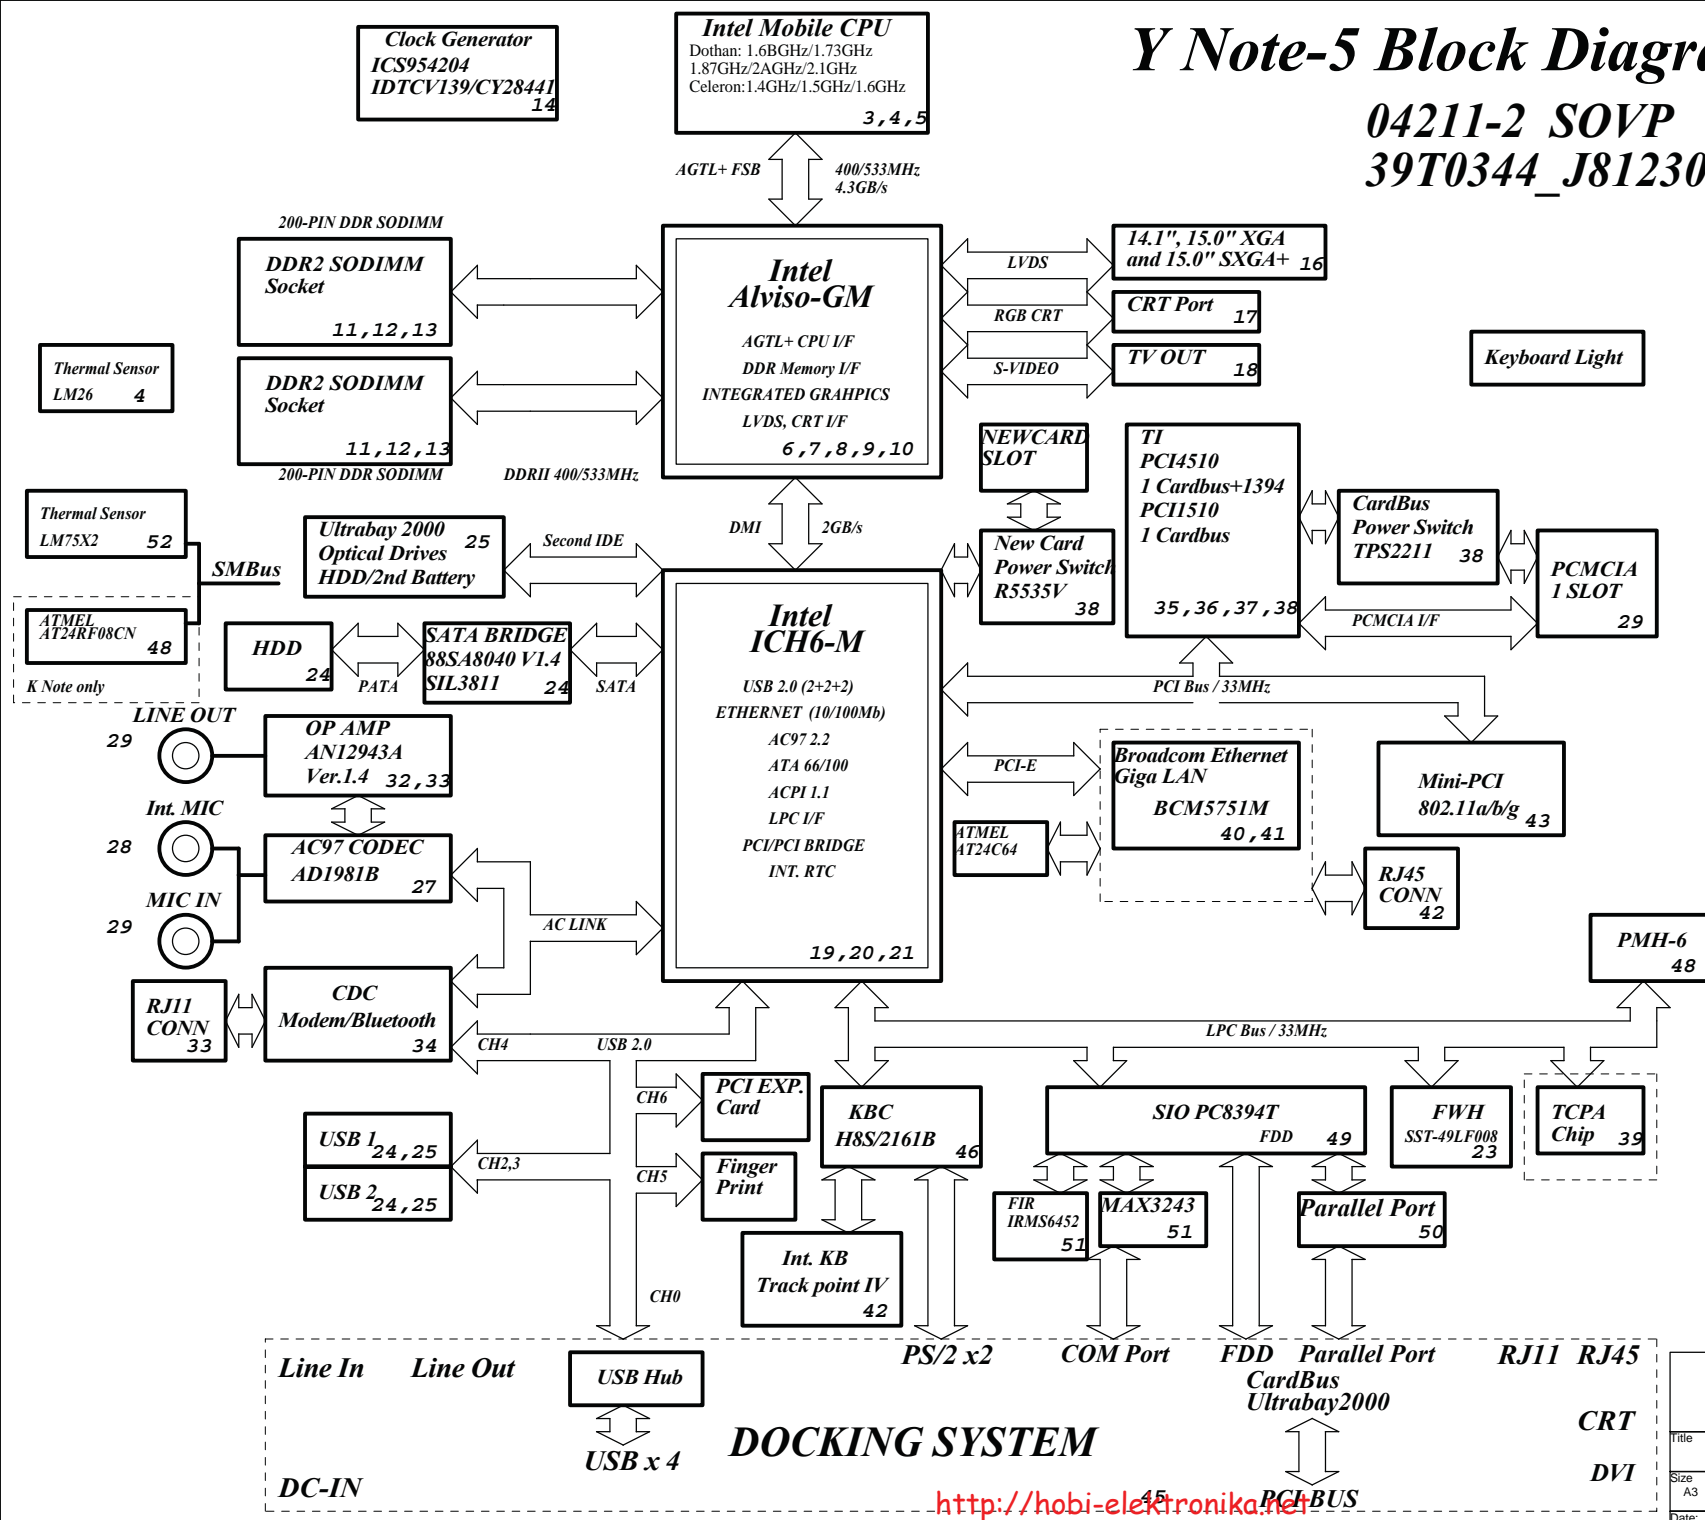 Clock Generator
ICS954204
IDTCV139/CY28441
14
Intel Mobile CPU
Dothan: 1.6BGHz/1.73GHz
1.87GHz/2AGHz/2.1GHz
Celeron:1.4GHz/1.5GHz/1.6GHz
3,4,5
Y Note-5 Block Diagra
04211-2 SOVP
39T0344_J81230
AGTL+ FSB
400/533MHz
4.3GB/s
200-PIN DDR SODIMM
DDR2 SODIMM
Socket
11,12,13
DDR2 SODIMM
Socket
11,12,13
200-PIN DDR SODIMM
DDRII 400/533MHz
Intel
Alviso-GM
AGTL+ CPU I/F
DDR Memory I/F
INTEGRATED GRAHPICS
LVDS, CRT I/F
6,7,8,9,10
LVDS
RGB CRT
S-VIDEO
14.1", 15.0" XGA
and 15.0" SXGA+
16
CRT Port
17
TV OUT
18
Keyboard Light
Thermal Sensor
LM26
4
Thermal Sensor
LM75X2
52
SMBus
ATMEL
AT24RF08CN
48
K Note only
Ultrabay 2000
Optical Drives
HDD/2nd Battery
25
Second IDE
DMI
2GB/s
NEWCARD
SLOT
New Card
Power Switch
R5535V
38
TI
PCI4510
1 Cardbus+1394
PCI1510
1 Cardbus
35,36,37,38
CardBus
Power Switch
TPS2211
38
PCMCIA
1 SLOT
29
PCMCIA I/F
HDD
24
PATA
SATA BRIDGE
88SA8040 V1.4
SIL3811
24
SATA
Intel
ICH6-M
USB 2.0 (2+2+2)
ETHERNET (10/100Mb)
AC97 2.2
ATA 66/100
ACPI 1.1
LPC I/F
PCI/PCI BRIDGE
INT. RTC
19,20,21
PCI Bus / 33MHz
LINE OUT
29
OP AMP
AN12943A
Ver.1.4
32,33
Int. MIC
28
AC97 CODEC
AD1981B
27
MIC IN
29
AC LINK
PCI-E
Broadcom Ethernet
Giga LAN
BCM5751M
40,41
ATMEL
AT24C64
Mini-PCI
802.11a/b/g
43
RJ45
CONN
42
PMH-6
48
RJ11
CONN
33
CDC
Modem/Bluetooth
34
CH4
USB 2.0
LPC Bus / 33MHz
CH6
PCI EXP.
Card
USB 1
24,25
USB 2
24,25
CH2,3
CH5
Finger
Print
KBC
H8S/2161B
46
SIO PC8394T
FDD
49
FWH
SST-49LF008
23
TCPA
Chip
39
FIR
IRMS6452
51
MAX3243
51
Parallel Port
50
Int. KB
Track point IV
42
CH0
Line In
Line Out
USB Hub
USB x 4
DC-IN
DOCKING SYSTEM
PS/2 x2
COM Port
FDD
Parallel Port
RJ11
RJ45
CardBus
Ultrabay2000
CRT
DVI
PCI BUS
45
http://hobi-elektronika.net
Title
Size
A3
Date: